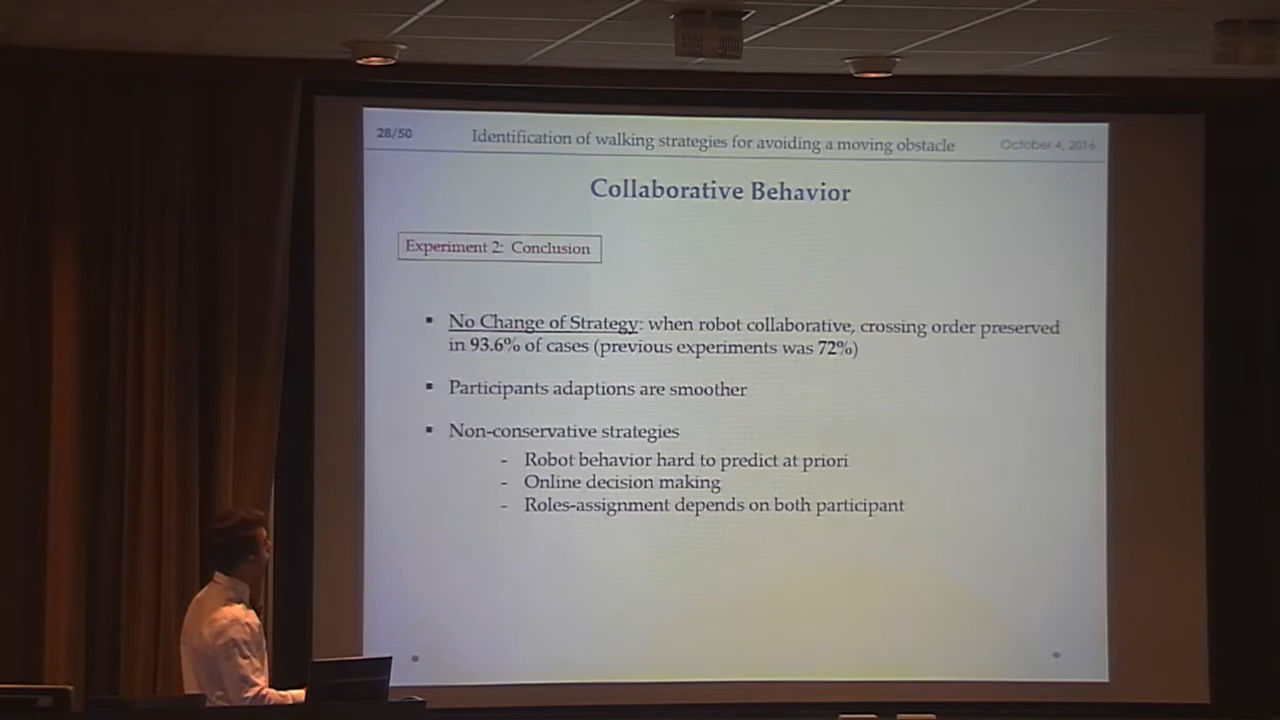 28/50 Identification of walking strategies for avoiding a moving obstacle October 4, 2016
Collaborative Behavior
Experiment 2: Conclusion
▪ No Change of Strategy: when robot collaborative, crossing order preserved
in 93.6% of cases (previous experiments was 72%)
▪ Participants adaptions are smoother
▪ Non-conservative strategies
- Robot behavior hard to predict at priori
- Online decision making
- Roles-assignment depends on both participant